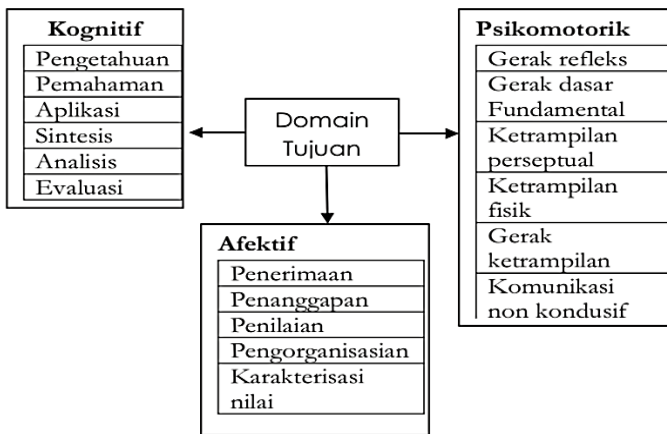 Kognitif
Pengetahuan
Pemahaman
Aplikasi
Sintesis
Analisis
Evaluasi
Domain
Tujuan
Psikomotorik
Gerak refleks
Gerak dasar
Fundamental
Ketrampilan
perseptual
Ketrampilan
fisik
Gerak
ketrampilan
Komunikasi
non kondusif
Afektif
Penerimaan
Penanggapan
Penilaian
Pengorganisasian
Karakterisasi
nilai